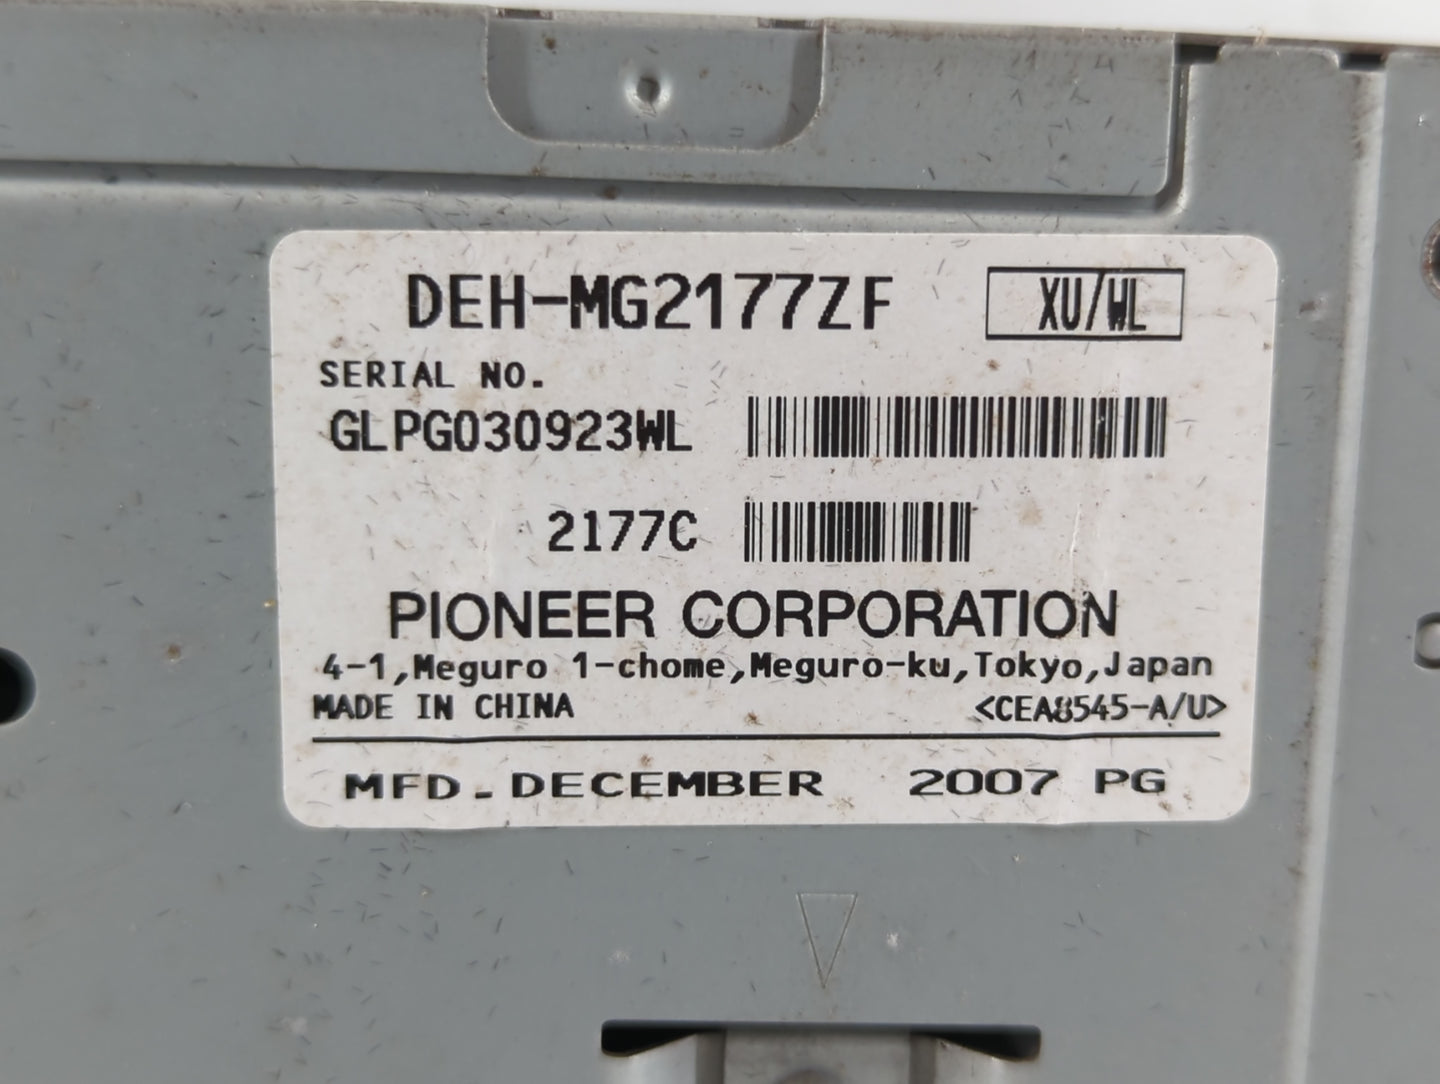 DEH-MG2177ZF XU/WL
SERIAL NO.
GLPG030923WL
2177C
PIONEER CORPORATION
4-1,Meguro 1-chome,Meguro-ku,Tokyo,Japan
MADE IN CHINA <CEA8545-A/U>
MFD.DECEMBER 2007 PG